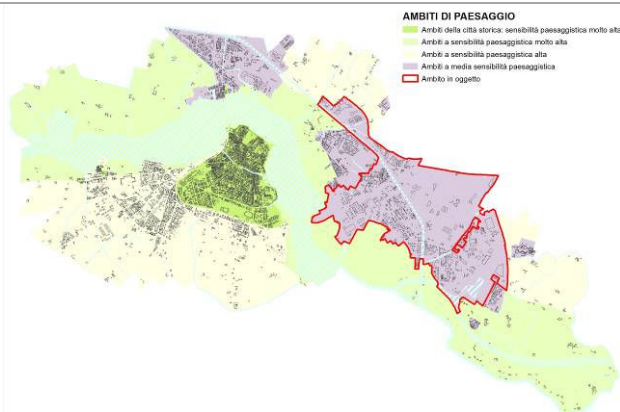 AMBITI DI PAESAGGIO
Ambiti della città storica: sensibilità paesaggistica molto alta
Ambiti a sensibilità paesaggistica molto alta
Ambiti a sensibilità paesaggistica alta
Ambiti a media sensibilità paesaggistica
Ambito in oggetto